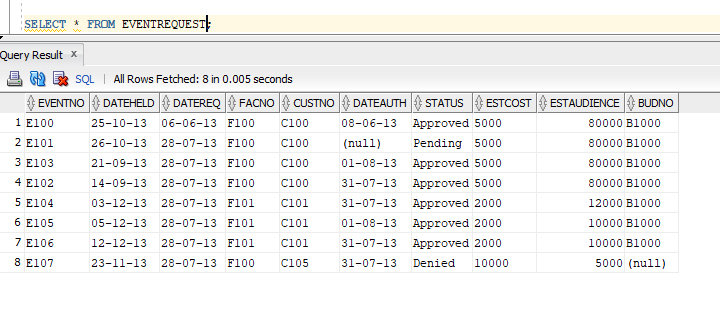 SELECT * FROM EVENTREQUEST;
Query Result x
SQL | All Rows Fetched: 8 in 0.005 seconds
EVENTNO DATEHELD DATEREQ FACNO CUSTNO DATEAUTH STATUS ESTCOST ESTAUDIENCE BUDNO
1 E100 25-10-13 06-06-13 F100 C100 08-06-13 Approved 5000 80000 B1000
2 E101 26-10-13 28-07-13 F100 C100 (null) Pending 5000 80000 B1000
3 E103 21-09-13 28-07-13 F100 C100 01-08-13 Approved 5000 80000 B1000
4 E102 14-09-13 28-07-13 F100 C100 31-07-13 Approved 5000 80000 B1000
5 E104 03-12-13 28-07-13 F101 C101 31-07-13 Approved 2000 12000 B1000
6 E105 05-12-13 28-07-13 F101 C101 01-08-13 Approved 2000 10000 B1000
7 E106 12-12-13 28-07-13 F101 C101 31-07-13 Approved 2000 10000 B1000
8 E107 23-11-13 28-07-13 F100 C105 31-07-13 Denied 10000 5000 (null)